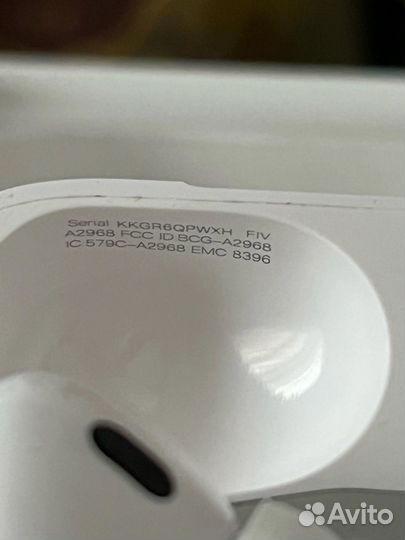 Serial KKGR6QPWXH FIV
A2968 FCC ID BCG-A2968
IC 579C-A2968 EMC 8396
Avito